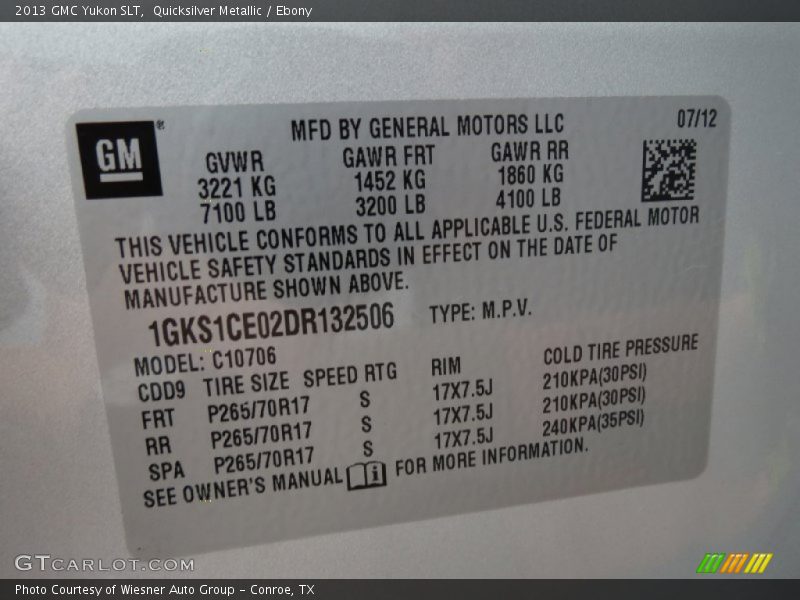 2013 GMC Yukon SLT,  Quicksilver Metallic / Ebony
GM®
MFD BY GENERAL MOTORS LLC
07/12
GVWR GAWR FRT GAWR RR
3221 KG 1452 KG 1860 KG
7100 LB 3200 LB 4100 LB
THIS VEHICLE CONFORMS TO ALL APPLICABLE U.S. FEDERAL MOTOR
VEHICLE SAFETY STANDARDS IN EFFECT ON THE DATE OF
MANUFACTURE SHOWN ABOVE.
1GKS1CE02DR132506 TYPE: M.P.V.
MODEL: C10706
CDD9 TIRE SIZE SPEED RTG RIM COLD TIRE PRESSURE
FRT P265/70R17 S 17X7.5J 210KPA(30PSI)
RR P265/70R17 S 17X7.5J 210KPA(30PSI)
SPA P265/70R17 S 17X7.5J 240KPA(35PSI)
SEE OWNER'S MANUAL i FOR MORE INFORMATION.
GTCARLOT.COM
Photo Courtesy of Wiesner Auto Group - Conroe, TX